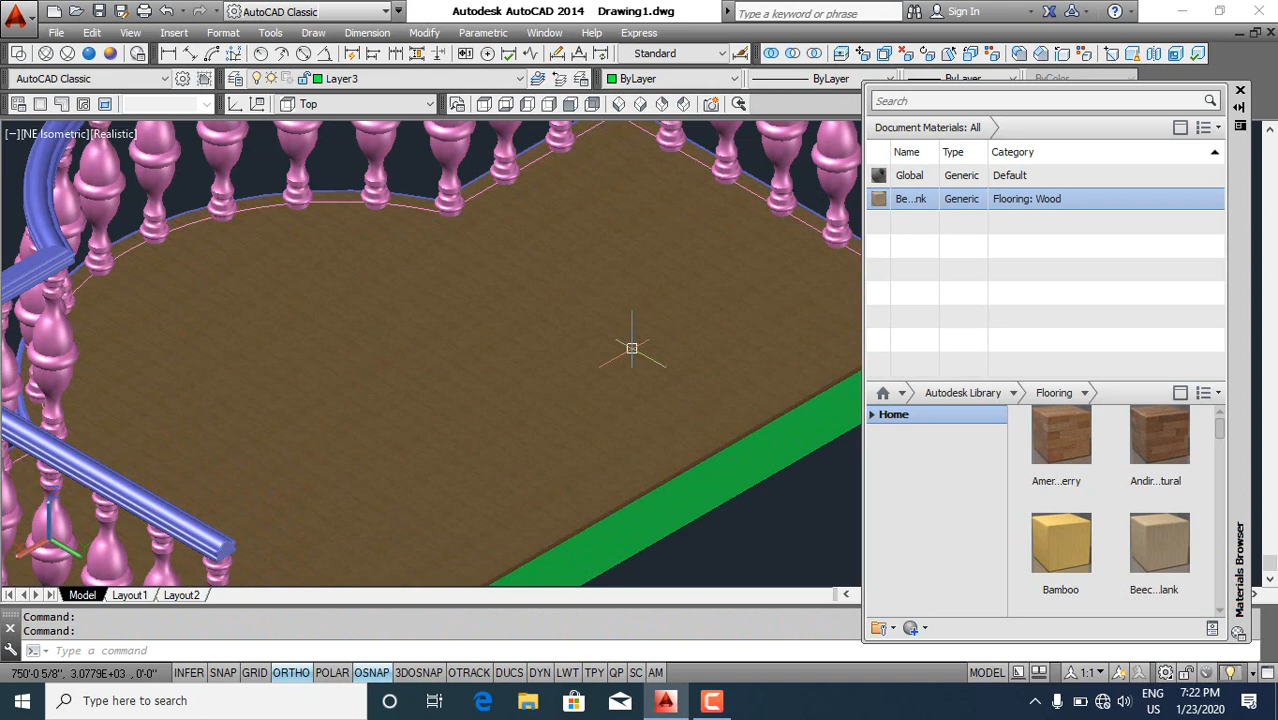 AutoCAD Classic
Autodesk AutoCAD 2014 Drawing1.dwg
Type a keyword or phrase
Sign In
File Edit View Insert Format Tools Draw Dimension Modify Parametric Window Help Express
Standard
AutoCAD Classic
Layer3
ByLayer
ByLayer
ByLayer
ByColor
Top
[−][NE Isometric][Realistic]
Search
Document Materials: All
Name Type Category
Global Generic Default
Be...nk Generic Flooring: Wood
Autodesk Library Flooring
Home
Amer...erry Andir...tural
Bamboo Beec...lank
Materials Browser
Model Layout1 Layout2
Command:
Command:
Type a command
750'-0 5/8", 3.0779E+03 , 0'-0" INFER SNAP GRID ORTHO POLAR OSNAP 3DOSNAP OTRACK DUCS DYN LWT TPY QP SC AM MODEL 1:1
Type here to search
ENG
US
7:22 PM
1/23/2020